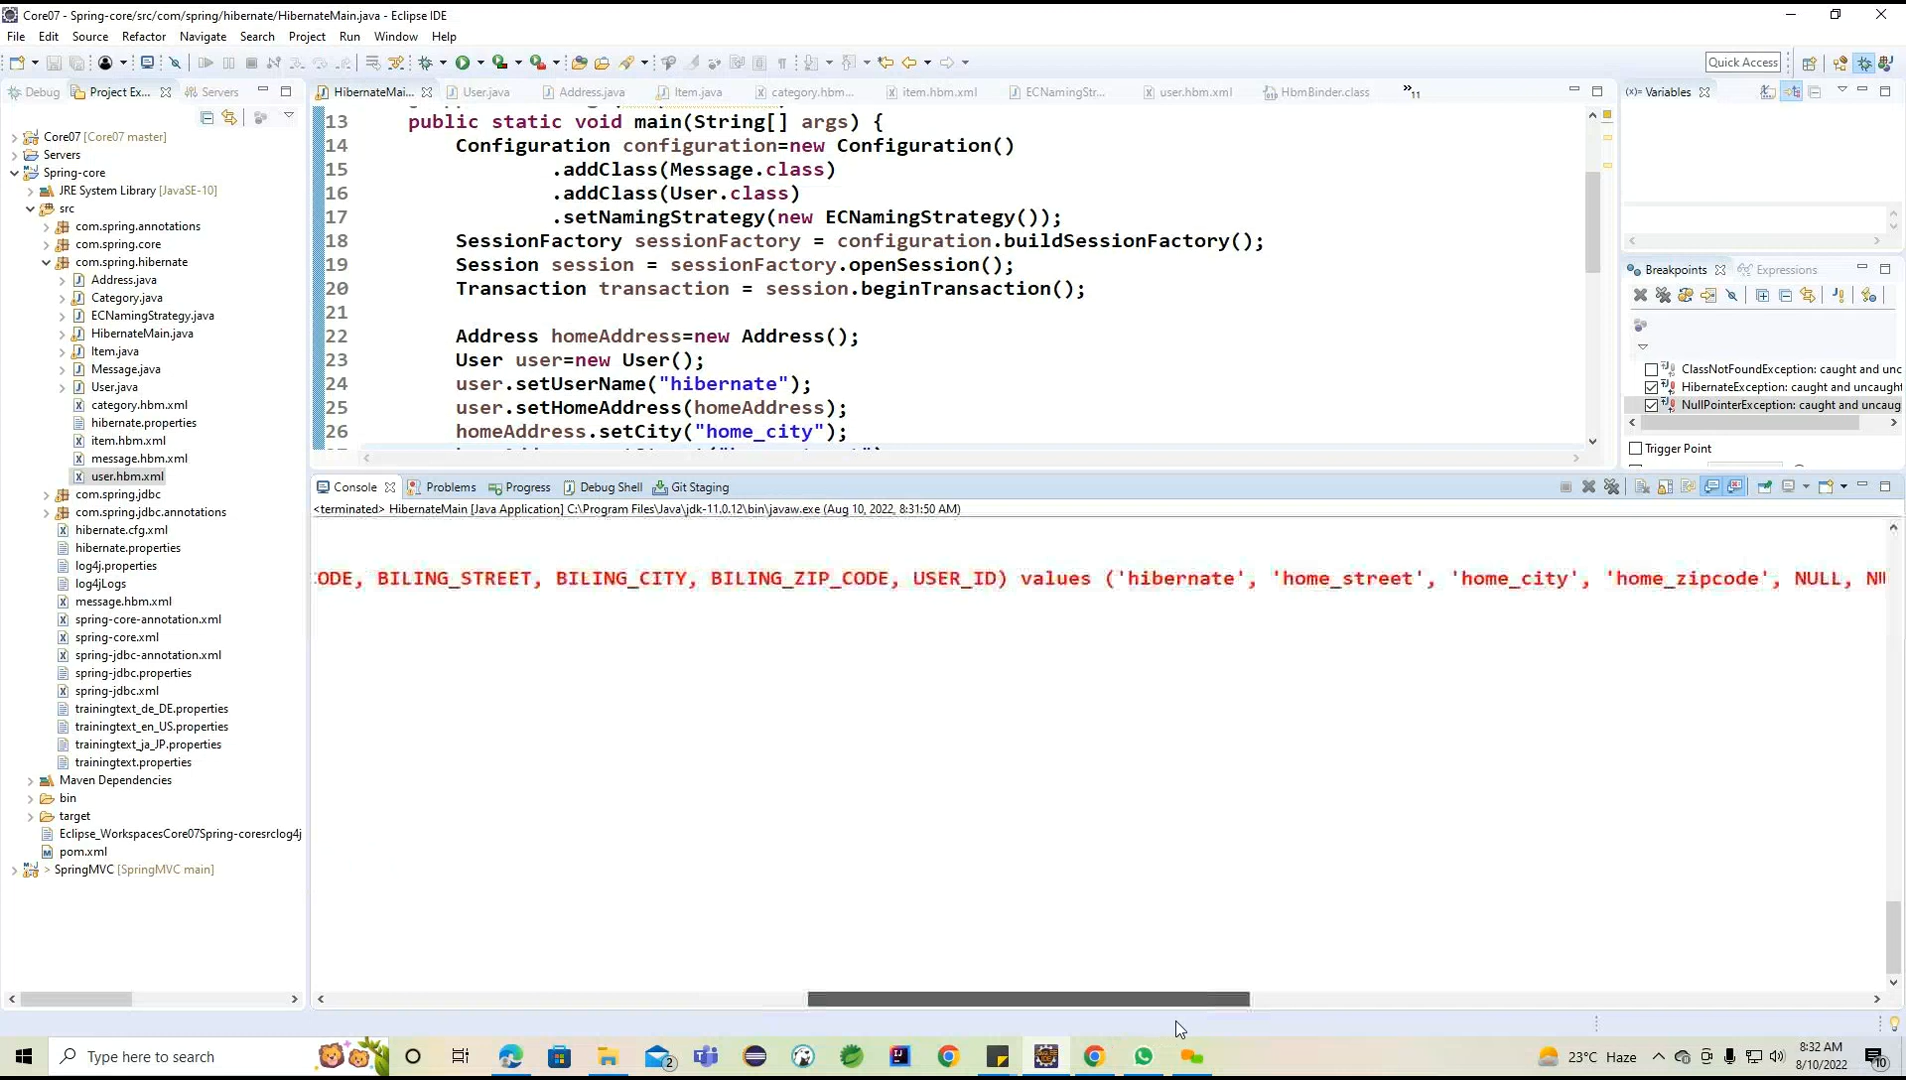 Core07 - Spring-core/src/com/spring/hibernate/HibernateMain.java - Eclipse IDE
File Edit Source Refactor Navigate Search Project Run Window Help
Quick Access
Debug Project Ex... Servers
HibernateMai... User.java Address.java Item.java category.hbm... item.hbm.xml ECNamingStr... user.hbm.xml HbmBinder.class »11
(x)= Variables
Core07 [Core07 master]
Servers
Spring-core
JRE System Library [JavaSE-10]
src
com.spring.annotations
com.spring.core
com.spring.hibernate
Address.java
Category.java
ECNamingStrategy.java
HibernateMain.java
Item.java
Message.java
User.java
category.hbm.xml
hibernate.properties
item.hbm.xml
message.hbm.xml
user.hbm.xml
com.spring.jdbc
com.spring.jdbc.annotations
hibernate.cfg.xml
hibernate.properties
log4j.properties
log4jLogs
message.hbm.xml
spring-core-annotation.xml
spring-core.xml
spring-jdbc-annotation.xml
spring-jdbc.properties
spring-jdbc.xml
trainingtext_de_DE.properties
trainingtext_en_US.properties
trainingtext_ja_JP.properties
trainingtext.properties
Maven Dependencies
bin
target
Eclipse_WorkspacesCore07Spring-coresrclog4j
pom.xml
> SpringMVC [SpringMVC main]
13 public static void main(String[] args) {
14 Configuration configuration=new Configuration()
15 .addClass(Message.class)
16 .addClass(User.class)
17 .setNamingStrategy(new ECNamingStrategy());
18 SessionFactory sessionFactory = configuration.buildSessionFactory();
19 Session session = sessionFactory.openSession();
20 Transaction transaction = session.beginTransaction();
21
22 Address homeAddress=new Address();
23 User user=new User();
24 user.setUserName("hibernate");
25 user.setHomeAddress(homeAddress);
26 homeAddress.setCity("home_city");
Breakpoints Expressions
ClassNotFoundException: caught and unc
HibernateException: caught and uncaught
NullPointerException: caught and uncaug
Trigger Point
Console Problems Progress Debug Shell Git Staging
<terminated> HibernateMain [Java Application] C:\Program Files\Java\jdk-11.0.12\bin\javaw.exe (Aug 10, 2022, 8:31:50 AM)
CODE, BILING_STREET, BILING_CITY, BILING_ZIP_CODE, USER_ID) values ('hibernate', 'home_street', 'home_city', 'home_zipcode', NULL, NU
Type here to search
2
23°C Haze
8:32 AM
8/10/2022
10